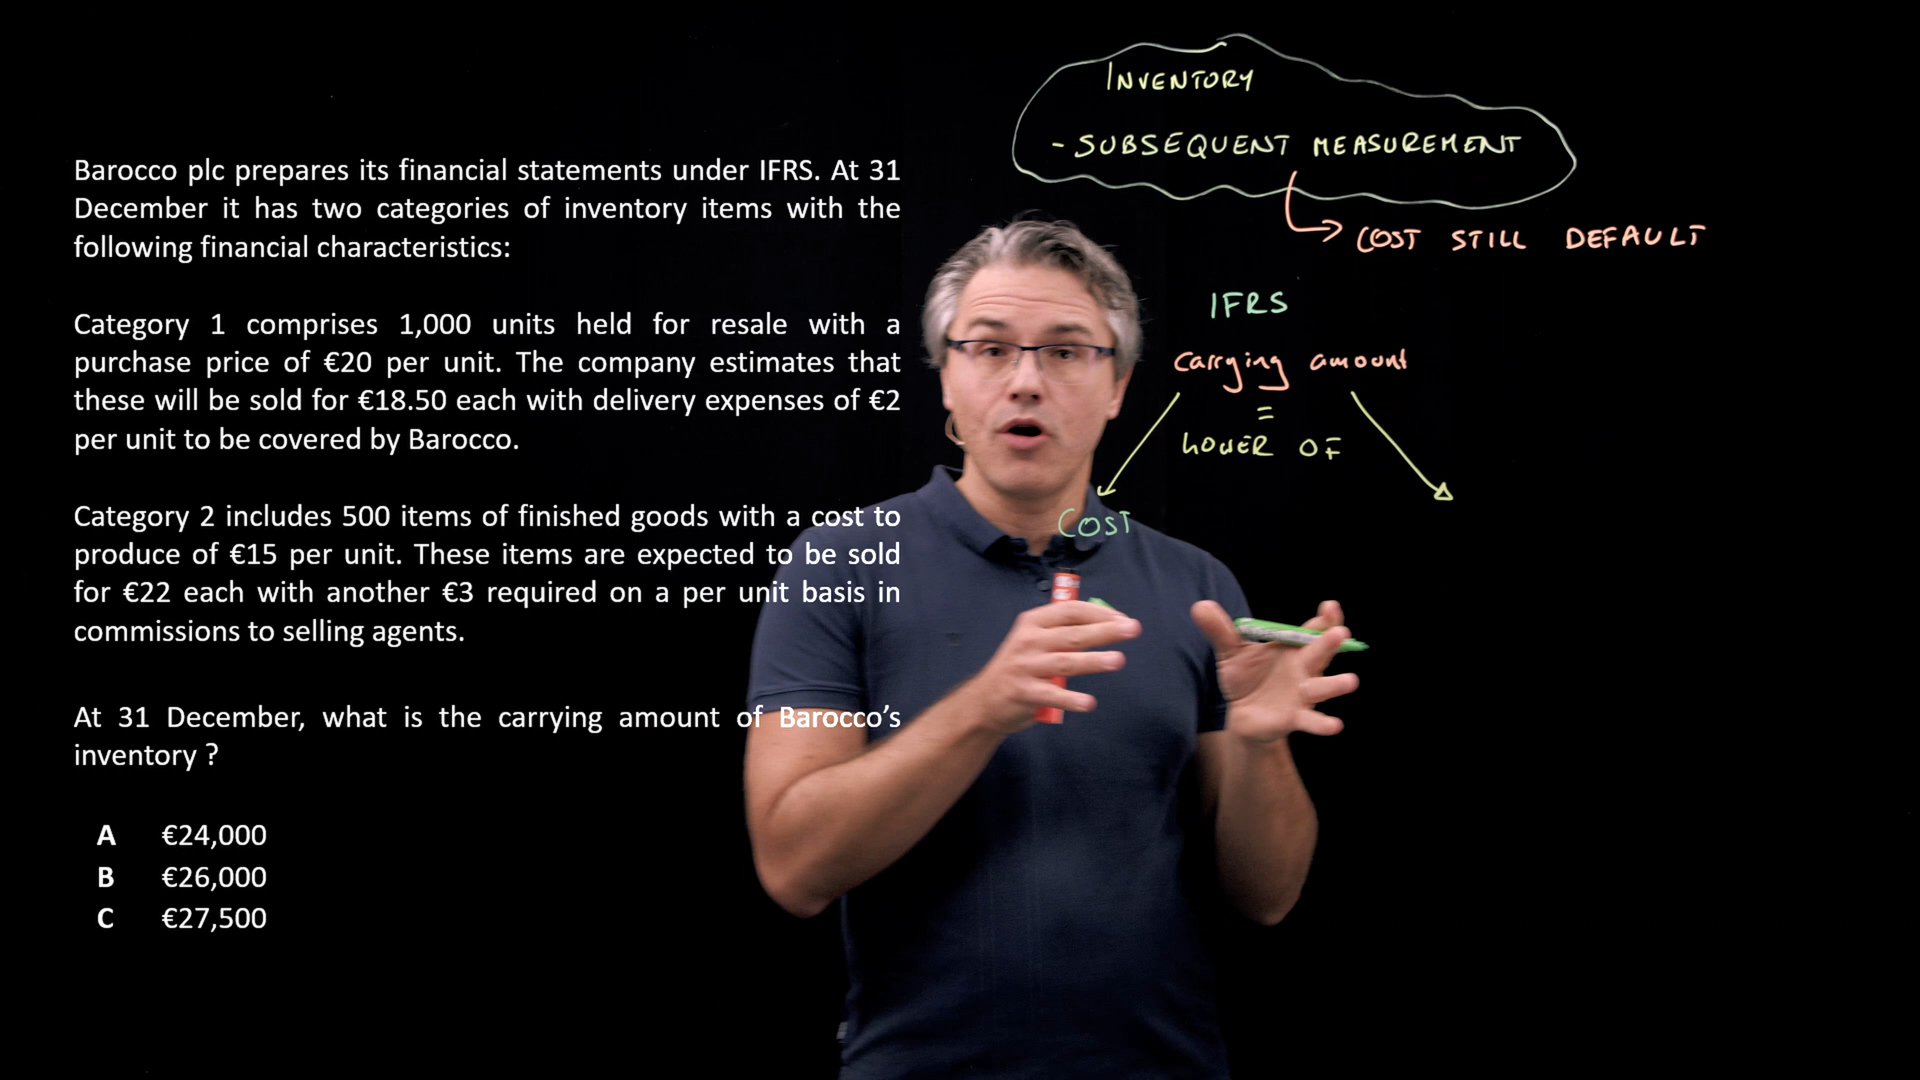 Barocco plc prepares its financial statements under IFRS. At 31
December it has two categories of inventory items with the
following financial characteristics:
Category 1 comprises 1,000 units held for resale with a
purchase price of €20 per unit. The company estimates that
these will be sold for €18.50 each with delivery expenses of €2
per unit to be covered by Barocco.
Category 2 includes 500 items of finished goods with a cost to
produce of €15 per unit. These items are expected to be sold
for €22 each with another €3 required on a per unit basis in
commissions to selling agents.
At 31 December, what is the carrying amount of Barocco’s
inventory ?
A €24,000
B €26,000
C €27,500
INVENTORY
- SUBSEQUENT MEASUREMENT
COST STILL DEFAULT
IFRS
carrying amount
=
LOWER OF
COST